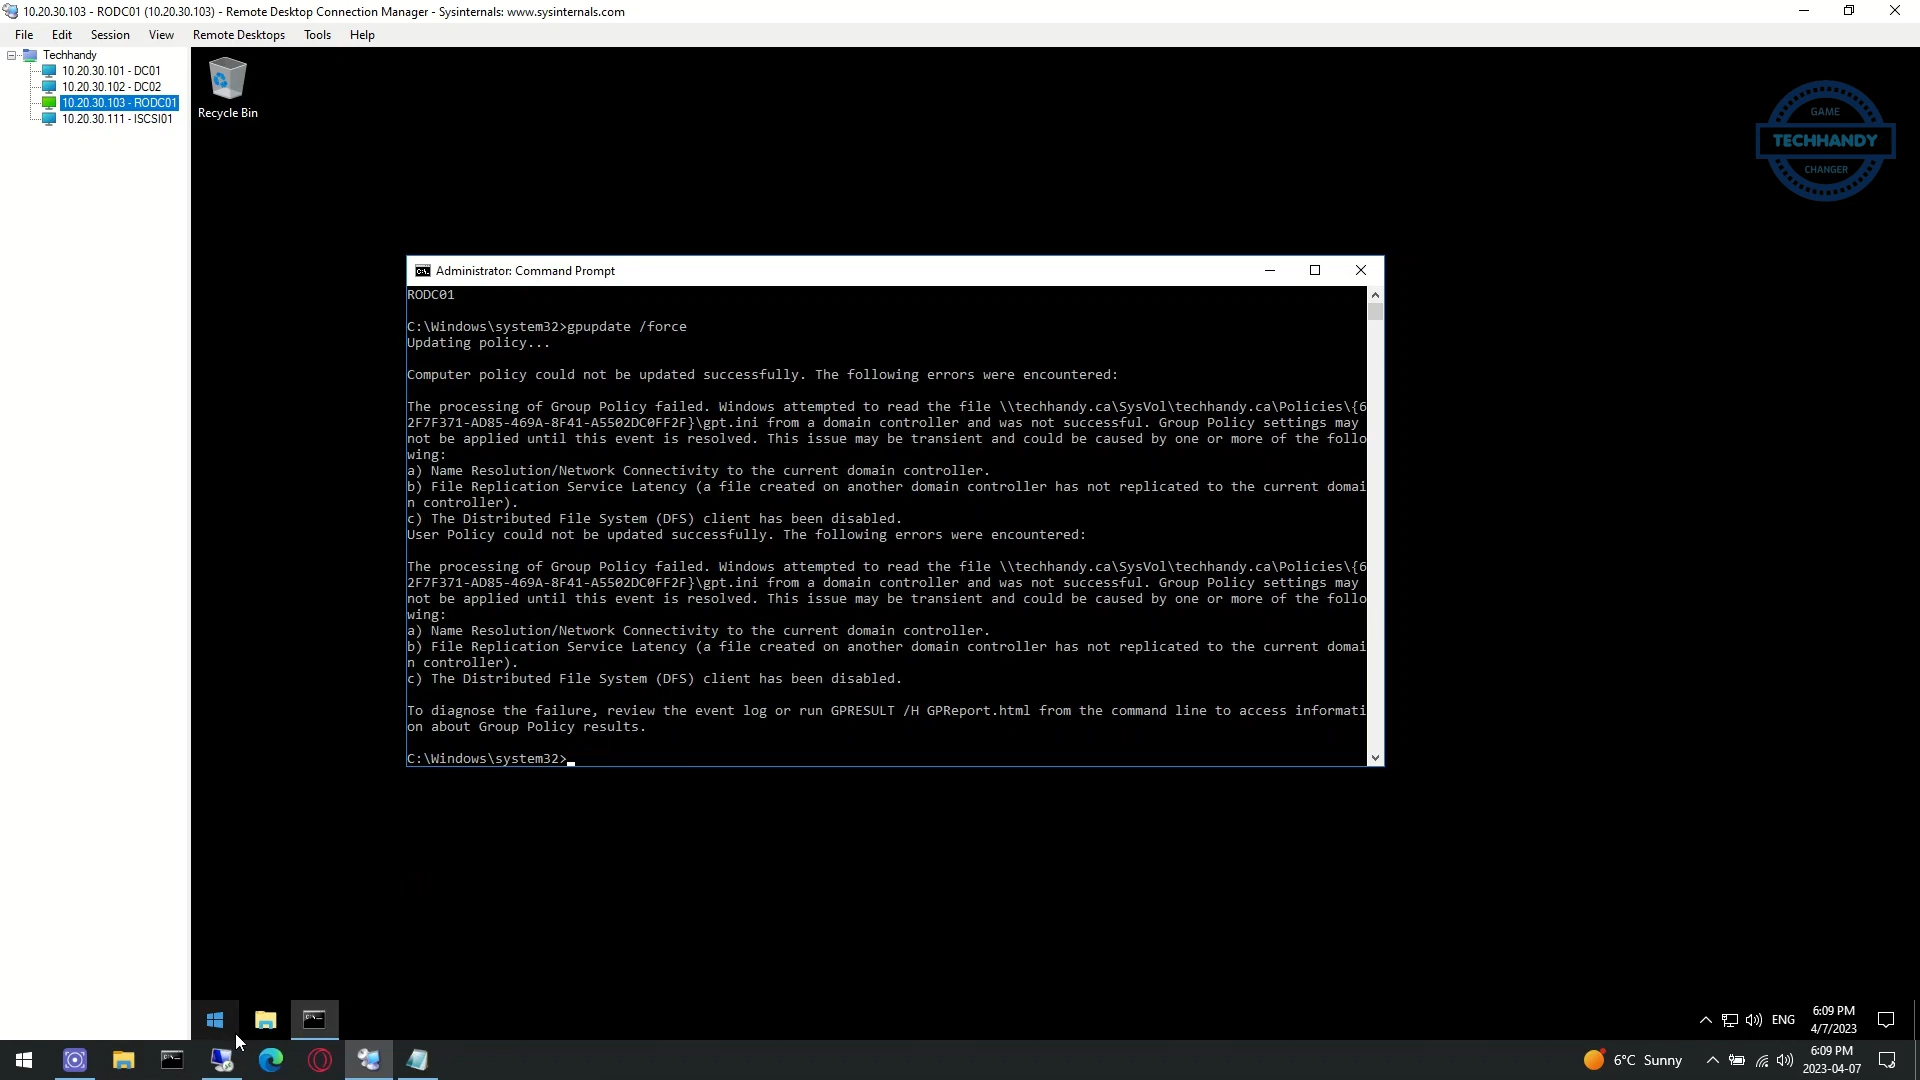 10.20.30.103 - RODC01 (10.20.30.103) - Remote Desktop Connection Manager - Sysinternals: www.sysinternals.com
File Edit Session View Remote Desktops Tools Help
Techhandy
10.20.30.101 - DC01
10.20.30.102 - DC02
10.20.30.103 - RODC01
10.20.30.111 - ISCSI01
Recycle Bin
GAME
TECHHANDY
CHANGER
Administrator: Command Prompt
RODC01
C:\Windows\system32>gpupdate /force
Updating policy...
Computer policy could not be updated successfully. The following errors were encountered:
The processing of Group Policy failed. Windows attempted to read the file \\techhandy.ca\SysVol\techhandy.ca\Policies\{6
2F7F371-AD85-469A-8F41-A5502DC0FF2F}\gpt.ini from a domain controller and was not successful. Group Policy settings may
not be applied until this event is resolved. This issue may be transient and could be caused by one or more of the follo
wing:
a) Name Resolution/Network Connectivity to the current domain controller.
b) File Replication Service Latency (a file created on another domain controller has not replicated to the current domai
n controller).
c) The Distributed File System (DFS) client has been disabled.
User Policy could not be updated successfully. The following errors were encountered:
The processing of Group Policy failed. Windows attempted to read the file \\techhandy.ca\SysVol\techhandy.ca\Policies\{6
2F7F371-AD85-469A-8F41-A5502DC0FF2F}\gpt.ini from a domain controller and was not successful. Group Policy settings may
not be applied until this event is resolved. This issue may be transient and could be caused by one or more of the follo
wing:
a) Name Resolution/Network Connectivity to the current domain controller.
b) File Replication Service Latency (a file created on another domain controller has not replicated to the current domai
n controller).
c) The Distributed File System (DFS) client has been disabled.
To diagnose the failure, review the event log or run GPRESULT /H GPReport.html from the command line to access informati
on about Group Policy results.
C:\Windows\system32>
ENG
6:09 PM
4/7/2023
6°C Sunny
6:09 PM
2023-04-07